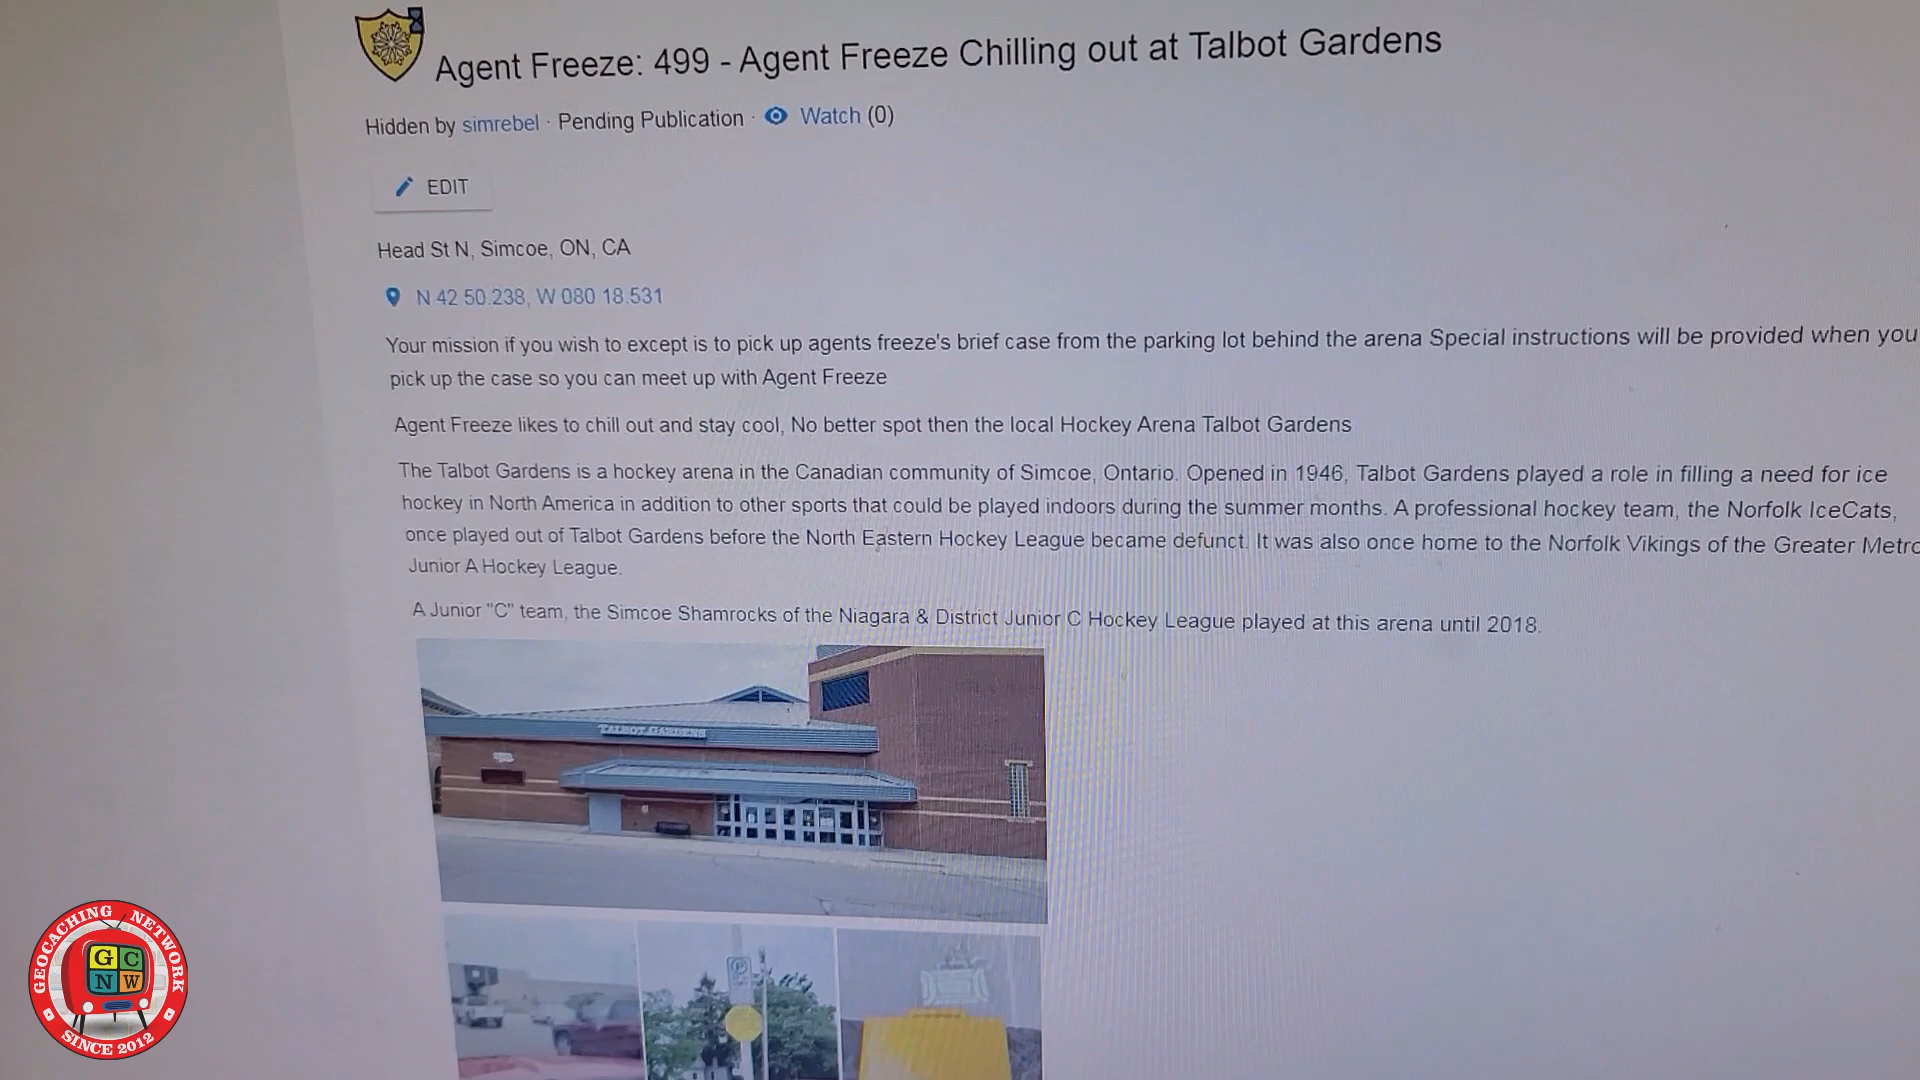 Agent Freeze: 499 - Agent Freeze Chilling out at Talbot Gardens
Hidden by simrebel · Pending Publication · Watch (0)
EDIT
Head St N, Simcoe, ON, CA
N 42 50.238, W 080 18.531
Your mission if you wish to except is to pick up agents freeze's brief case from the parking lot behind the arena Special instructions will be provided when you
pick up the case so you can meet up with Agent Freeze
Agent Freeze likes to chill out and stay cool, No better spot then the local Hockey Arena Talbot Gardens
The Talbot Gardens is a hockey arena in the Canadian community of Simcoe, Ontario. Opened in 1946, Talbot Gardens played a role in filling a need for ice
hockey in North America in addition to other sports that could be played indoors during the summer months. A professional hockey team, the Norfolk IceCats,
once played out of Talbot Gardens before the North Eastern Hockey League became defunct. It was also once home to the Norfolk Vikings of the Greater Metro
Junior A Hockey League.
A Junior "C" team, the Simcoe Shamrocks of the Niagara & District Junior C Hockey League played at this arena until 2018.
TALBOT GARDENS
P
GEOCACHING NETWORK
G C
N W
SINCE 2012